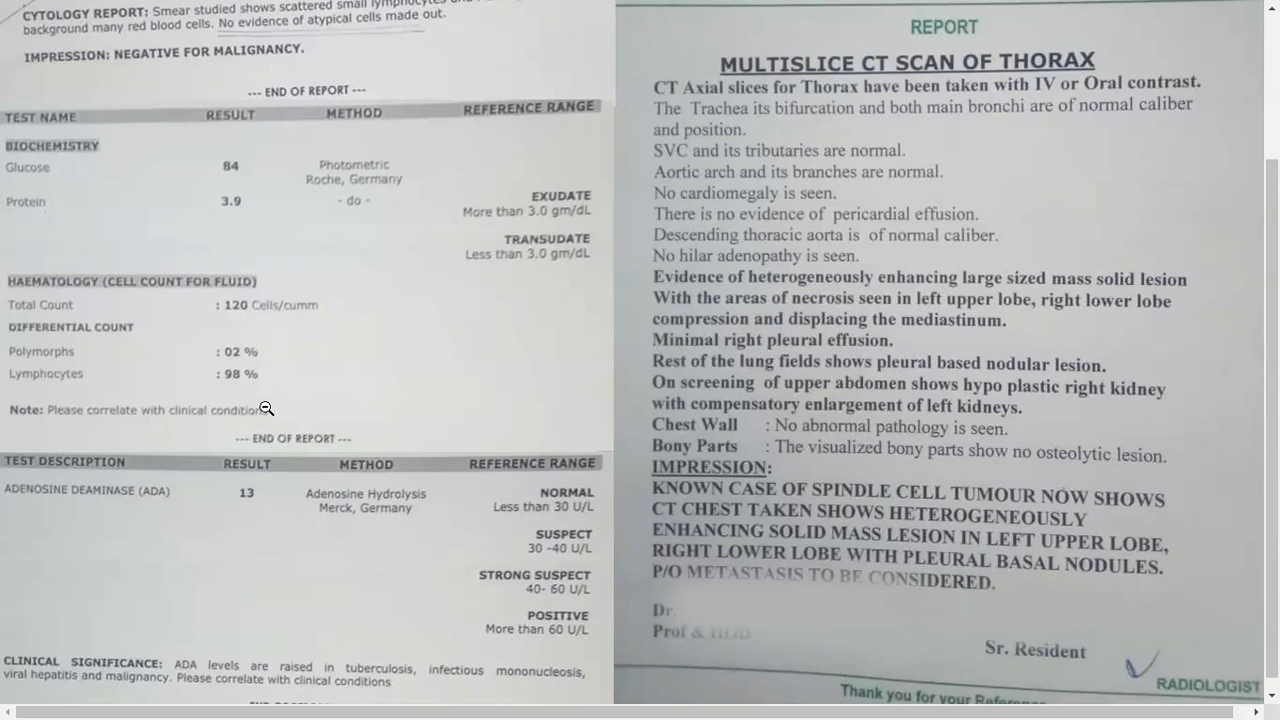 CYTOLOGY REPORT: Smear studied shows scattered small lymphocytes and
background many red blood cells. No evidence of atypical cells made out.
IMPRESSION: NEGATIVE FOR MALIGNANCY.
--- END OF REPORT ---
TEST NAME RESULT METHOD REFERENCE RANGE
BIOCHEMISTRY
Glucose 84 Photometric
Roche, Germany
Protein 3.9 - do - EXUDATE
More than 3.0 gm/dL
TRANSUDATE
Less than 3.0 gm/dL
HAEMATOLOGY (CELL COUNT FOR FLUID)
Total Count : 120 Cells/cumm
DIFFERENTIAL COUNT
Polymorphs : 02 %
Lymphocytes : 98 %
Note: Please correlate with clinical condition
--- END OF REPORT ---
TEST DESCRIPTION RESULT METHOD REFERENCE RANGE
ADENOSINE DEAMINASE (ADA) 13 Adenosine Hydrolysis NORMAL
Merck, Germany Less than 30 U/L
SUSPECT
30 -40 U/L
STRONG SUSPECT
40- 60 U/L
POSITIVE
More than 60 U/L
CLINICAL SIGNIFICANCE: ADA levels are raised in tuberculosis, infectious mononucleosis,
viral hepatitis and malignancy. Please correlate with clinical conditions
REPORT
MULTISLICE CT SCAN OF THORAX
CT Axial slices for Thorax have been taken with IV or Oral contrast.
The Trachea its bifurcation and both main bronchi are of normal caliber
and position.
SVC and its tributaries are normal.
Aortic arch and its branches are normal.
No cardiomegaly is seen.
There is no evidence of pericardial effusion.
Descending thoracic aorta is of normal caliber.
No hilar adenopathy is seen.
Evidence of heterogeneously enhancing large sized mass solid lesion
With the areas of necrosis seen in left upper lobe, right lower lobe
compression and displacing the mediastinum.
Minimal right pleural effusion.
Rest of the lung fields shows pleural based nodular lesion.
On screening of upper abdomen shows hypo plastic right kidney
with compensatory enlargement of left kidneys.
Chest Wall : No abnormal pathology is seen.
Bony Parts : The visualized bony parts show no osteolytic lesion.
IMPRESSION:
KNOWN CASE OF SPINDLE CELL TUMOUR NOW SHOWS
CT CHEST TAKEN SHOWS HETEROGENEOUSLY
ENHANCING SOLID MASS LESION IN LEFT UPPER LOBE,
RIGHT LOWER LOBE WITH PLEURAL BASAL NODULES.
P/O METASTASIS TO BE CONSIDERED.
Dr.
Prof & HOD
Sr. Resident
RADIOLOGIST
Thank you for your Reference